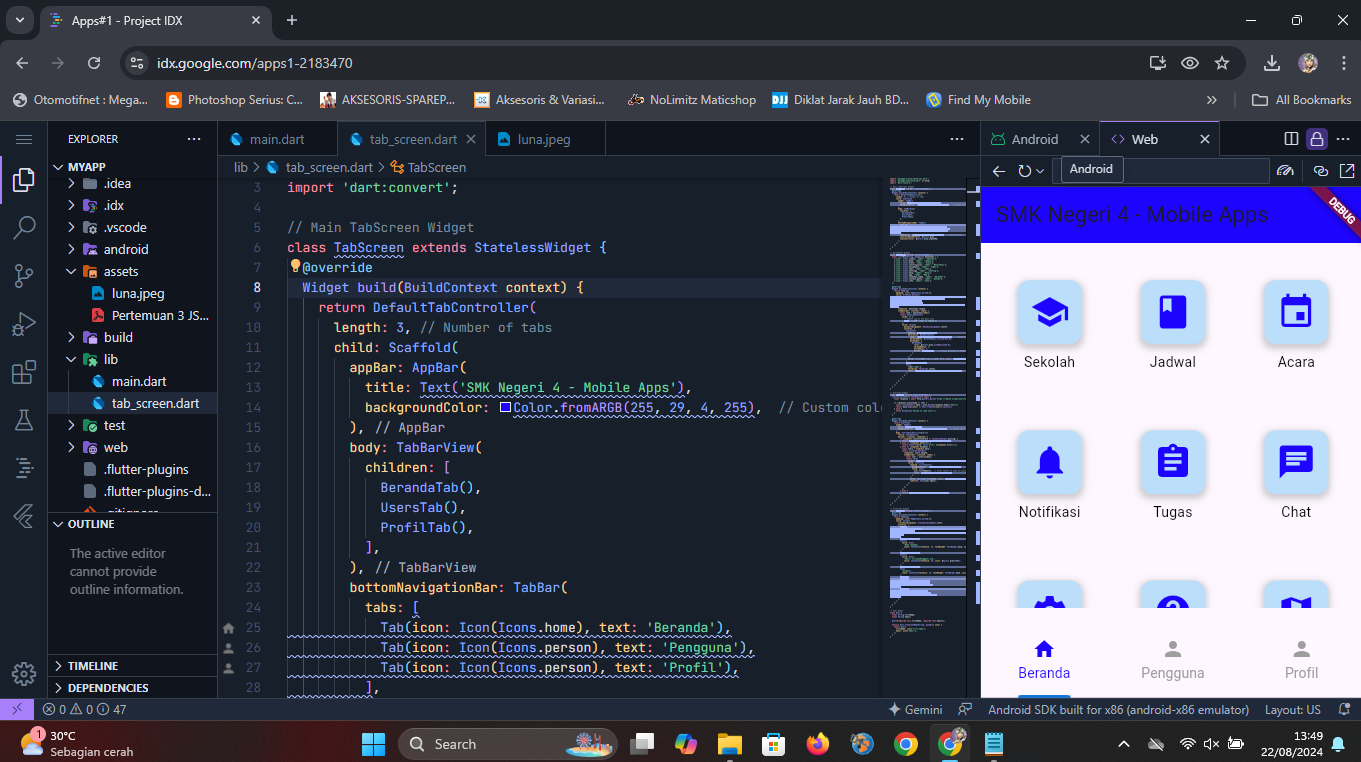 Apps#1 - Project IDX
idx.google.com/apps1-2183470
Otomotifnet : Mega...
Photoshop Serius: C...
AKSESORIS-SPAREP...
Aksesoris & Variasi...
NoLimitz Maticshop
Diklat Jarak Jauh BD...
Find My Mobile
All Bookmarks
EXPLORER
MYAPP
.idea
.idx
.vscode
android
assets
luna.jpeg
Pertemuan 3 JS...
build
lib
main.dart
tab_screen.dart
test
web
.flutter-plugins
.flutter-plugins-d...
.gitignore
OUTLINE
The active editor
cannot provide
outline information.
TIMELINE
DEPENDENCIES
main.dart
tab_screen.dart
luna.jpeg
lib > tab_screen.dart > TabScreen
3 import 'dart:convert';
4
5 // Main TabScreen Widget
6 class TabScreen extends StatelessWidget {
7 @override
8 Widget build(BuildContext context) {
9 return DefaultTabController(
10 length: 3, // Number of tabs
11 child: Scaffold(
12 appBar: AppBar(
13 title: Text('SMK Negeri 4 - Mobile Apps'),
14 backgroundColor: Color.fromARGB(255, 29, 4, 255), // Custom col
15 ), // AppBar
16 body: TabBarView(
17 children: [
18 BerandaTab(),
19 UsersTab(),
20 ProfilTab(),
21 ],
22 ), // TabBarView
23 bottomNavigationBar: TabBar(
24 tabs: [
25 Tab(icon: Icon(Icons.home), text: 'Beranda'),
26 Tab(icon: Icon(Icons.person), text: 'Pengguna'),
27 Tab(icon: Icon(Icons.person), text: 'Profil'),
28 ],
Android
Web
Android
SMK Negeri 4 - Mobile Apps
DEBUG
Sekolah
Jadwal
Acara
Notifikasi
Tugas
Chat
Beranda
Pengguna
Profil
0 0 47
Gemini
Android SDK built for x86 (android-x86 emulator)
Layout: US
1
30°C
Sebagian cerah
Search
13:49
22/08/2024